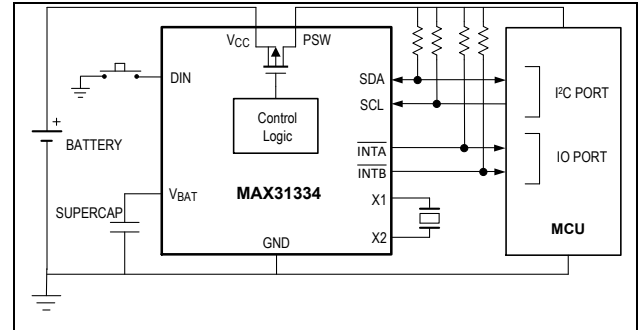 VCC
PSW
DIN
SDA
SCL
I²C PORT
Control
Logic
+
BATTERY
INTA
INTB
IO PORT
VBAT
MAX31334
X1
SUPERCAP
X2
GND
MCU